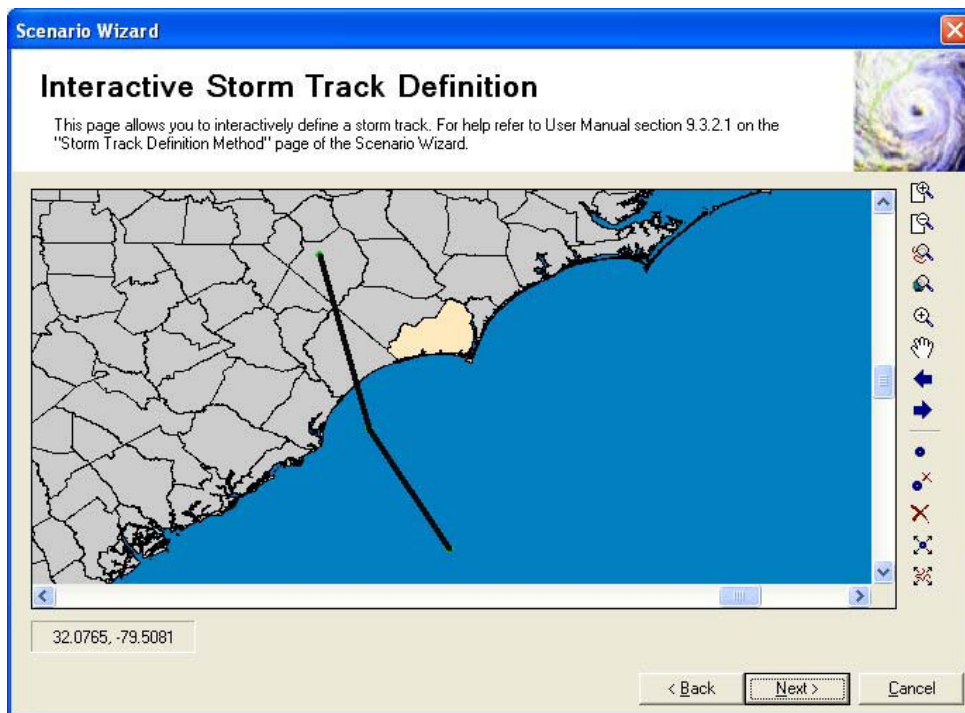 Scenario Wizard
Interactive Storm Track Definition
This page allows you to interactively define a storm track. For help refer to User Manual section 9.3.2.1 on the
"Storm Track Definition Method" page of the Scenario Wizard.
32.0765, -79.5081
< Back
Next >
Cancel